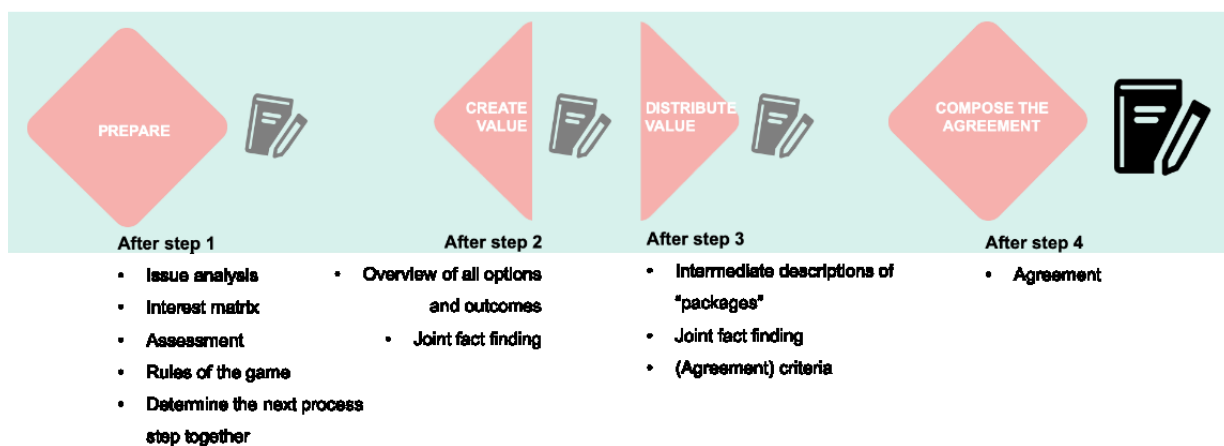 PREPARE
CREATE
VALUE
DISTRIBUTE
VALUE
COMPOSE THE
AGREEMENT
After step 1
• Issue analysis
• Interest matrix
• Assessment
• Rules of the game
• Determine the next process
step together
After step 2
• Overview of all options
and outcomes
• Joint fact finding
After step 3
• Intermediate descriptions of
"packages"
• Joint fact finding
• (Agreement) criteria
After step 4
• Agreement